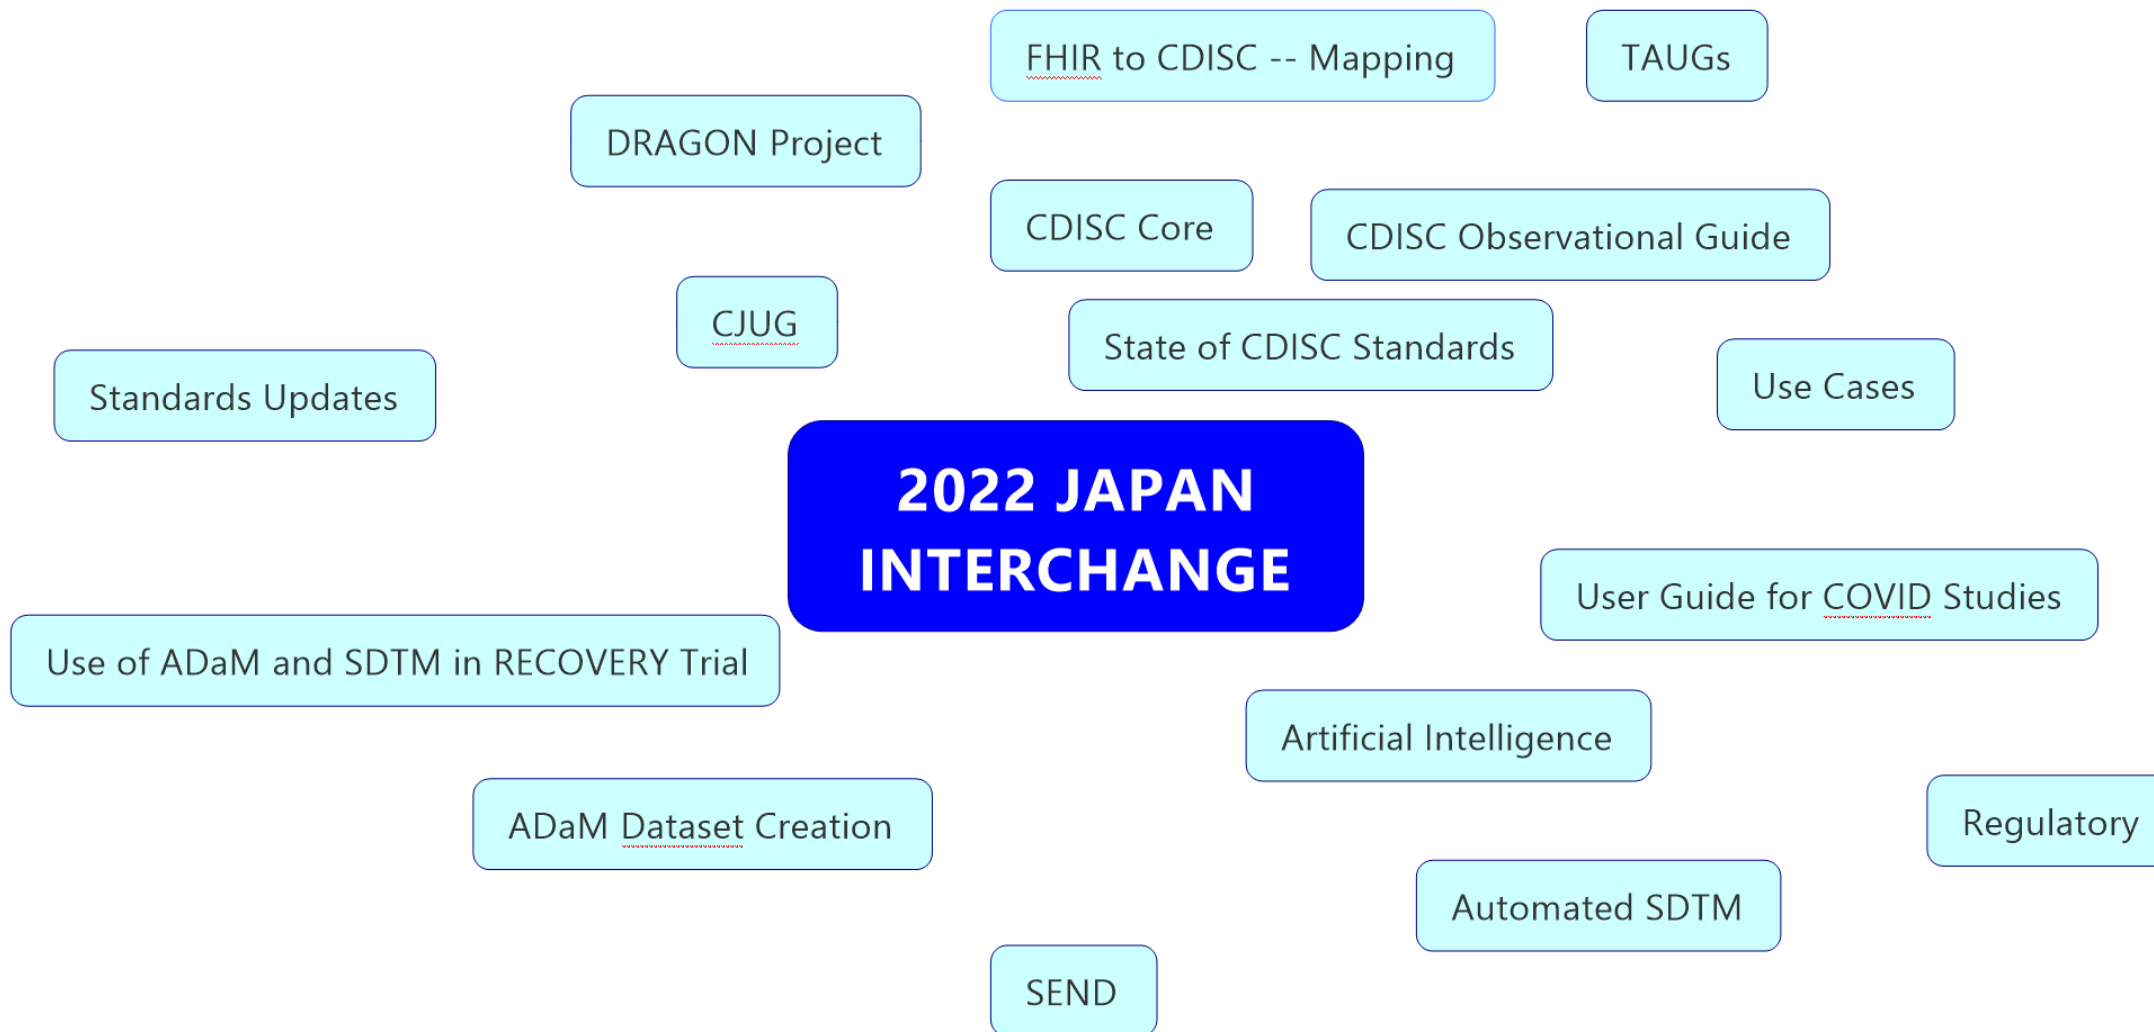 FHIR to CDISC -- Mapping
TAUGs
DRAGON Project
CDISC Core
CDISC Observational Guide
CJUG
State of CDISC Standards
Use Cases
Standards Updates
2022 JAPAN
INTERCHANGE
User Guide for COVID Studies
Use of ADaM and SDTM in RECOVERY Trial
Artificial Intelligence
ADaM Dataset Creation
Regulatory
Automated SDTM
SEND